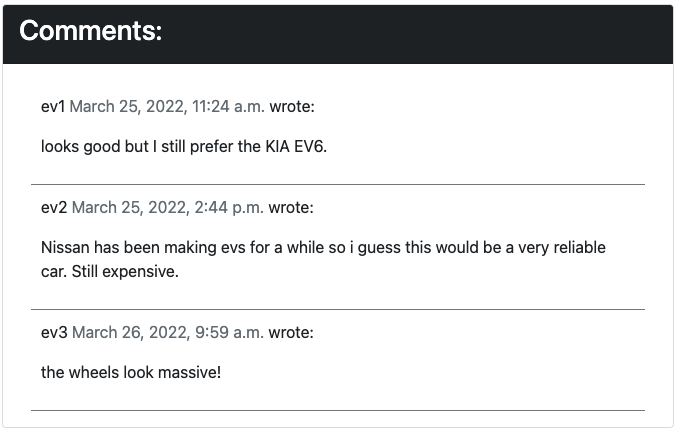 Comments:
ev1 March 25, 2022, 11:24 a.m. wrote:
looks good but I still prefer the KIA EV6.
ev2 March 25, 2022, 2:44 p.m. wrote:
Nissan has been making evs for a while so i guess this would be a very reliable
car. Still expensive.
ev3 March 26, 2022, 9:59 a.m. wrote:
the wheels look massive!